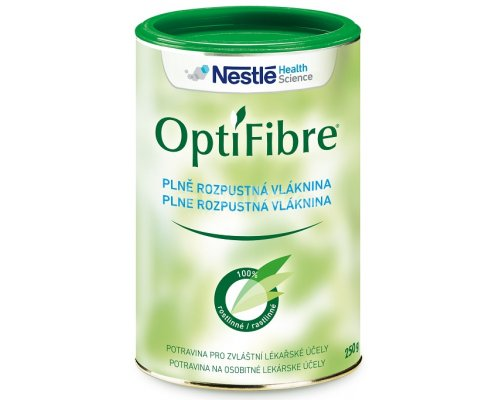 Nestlé Health
Science
OptiFibre®
PLNĚ ROZPUSTNÁ VLÁKNINA
PLNE ROZPUSTNÁ VLÁKNINA
100%
rostlinné / rastlinné
POTRAVINA PRO ZVLÁŠTNÍ LÉKAŘSKÉ ÚČELY
POTRAVINA NA OSOBITNÉ LEKÁRSKE ÚČELY
250g